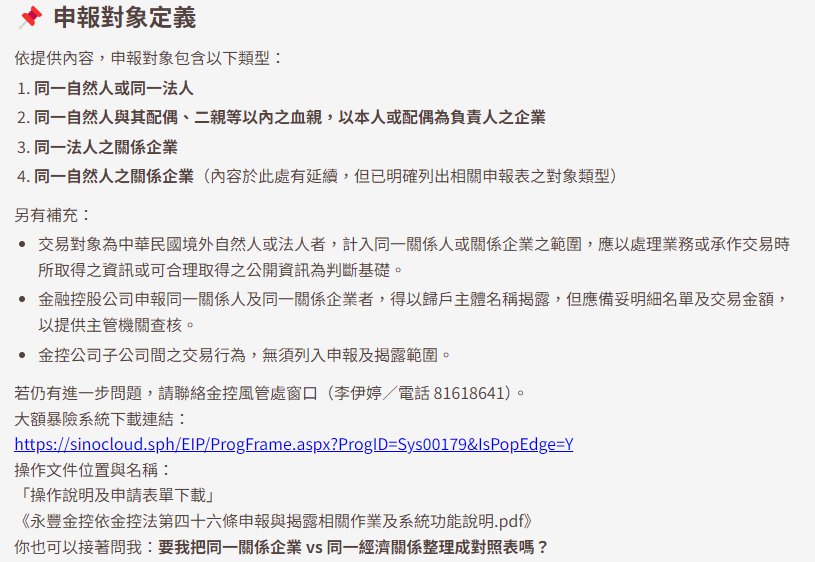 📌 申報對象定義
依提供內容，申報對象包含以下類型：
1. 同一自然人或同一法人
2. 同一自然人與其配偶、二親等以內之血親，以本人或配偶為負責人之企業
3. 同一法人之關係企業
4. 同一自然人之關係企業（內容於此處有延續，但已明確列出相關申報表之對象類型）
另有補充：
• 交易對象為中華民國境外自然人或法人者，計入同一關係人或關係企業之範圍，應以處理業務或承作交易時
所取得之資訊或可合理取得之公開資訊為判斷基礎。
• 金融控股公司申報同一關係人及同一關係企業者，得以歸戶主體名稱揭露，但應備妥明細名單及交易金額，
以提供主管機關查核。
• 金控公司子公司間之交易行為，無須列入申報及揭露範圍。
若仍有進一步問題，請聯絡金控風管處窗口（李伊婷／電話 81618641）。
大額暴險系統下載連結：
https://sinocloud.sph/EIP/ProgFrame.aspx?ProgID=Sys00179&IsPopEdge=Y
操作文件位置與名稱：
「操作說明及申請表單下載」
《永豐金控依金控法第四十六條申報與揭露相關作業及系統功能說明.pdf》
你也可以接著問我：要我把同一關係企業 vs 同一經濟關係整理成對照表嗎？